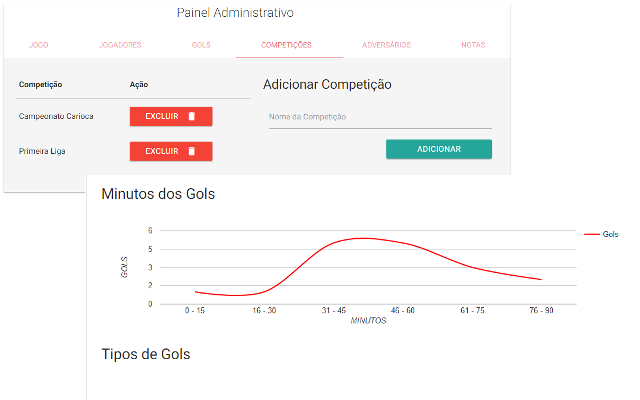 Painel Administrativo
JOGO JOGADORES GOLS COMPETIÇÕES ADVERSÁRIOS NOTAS
Competição Ação
Campeonato Carioca EXCLUIR
Primeira Liga EXCLUIR
Adicionar Competição
Nome da Competição
ADICIONAR
Minutos dos Gols
GOLS
6
5
3
2
0
0 - 15 16 - 30 31 - 45 46 - 60 61 - 75 76 - 90
MINUTOS
Gols
Tipos de Gols